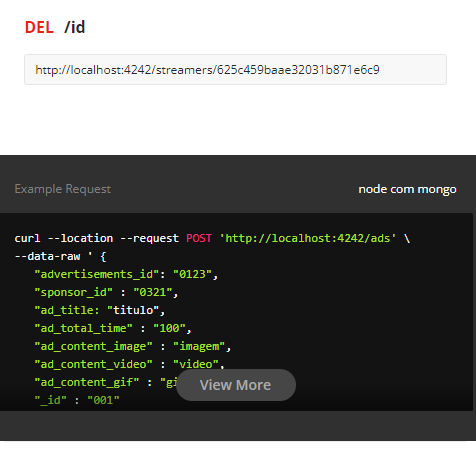 DEL /id
http://localhost:4242/streamers/625c459baae32031b871e6c9
Example Request node com mongo
curl --location --request POST 'http://localhost:4242/ads' \
--data-raw ' {
"advertisements_id": "0123",
"sponsor_id" : "0321",
"ad_title: "titulo",
"ad_total_time" : "100",
"ad_content_image" : "imagem",
"ad_content_video" : "video",
"ad_content_gif" : "gi
View More
"_id" : "001"